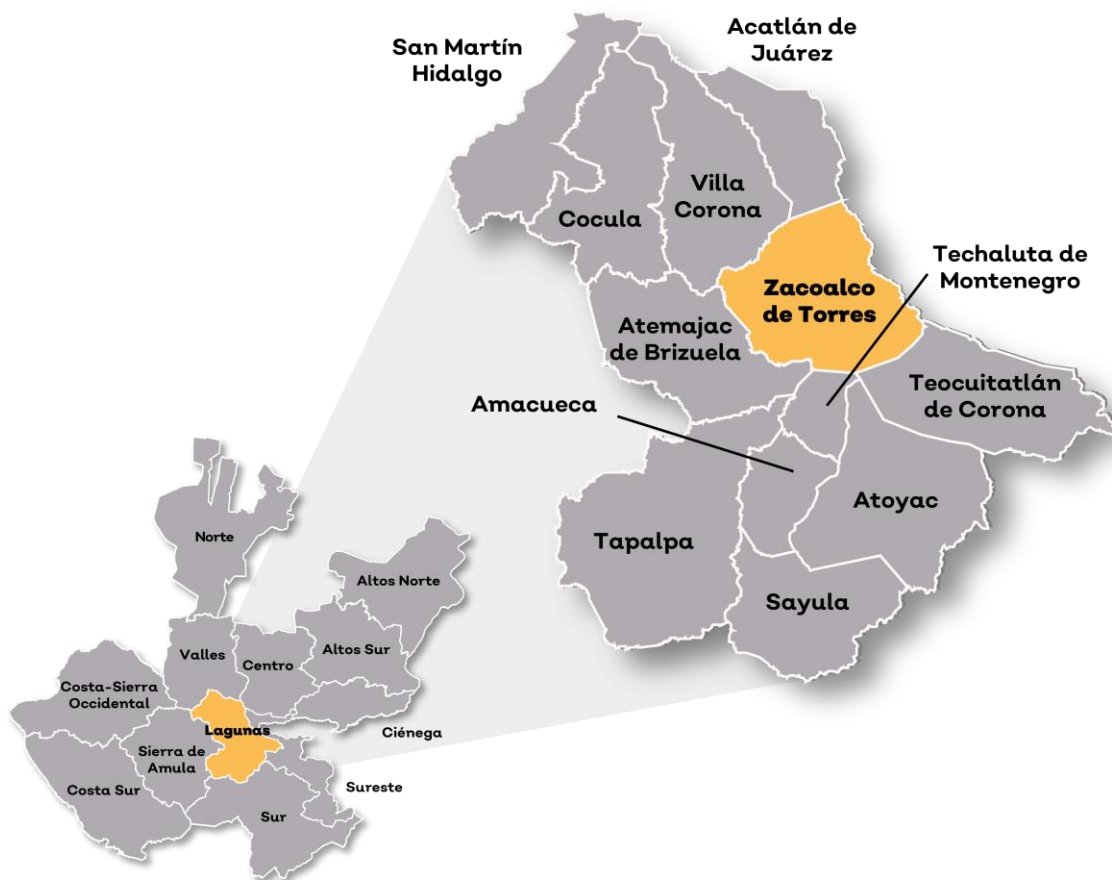 San Martín
Hidalgo
Acatlán de
Juárez
Villa
Corona
Cocula
Techaluta de
Montenegro
Zacoalco
de Torres
Atemajac
de Brizuela
Teocuitatlán
de Corona
Amacueca
Atoyac
Tapalpa
Sayula
Norte
Altos Norte
Valles
Centro
Altos Sur
Costa-Sierra
Occidental
Lagunas
Ciénega
Sierra de
Amula
Costa Sur
Sureste
Sur